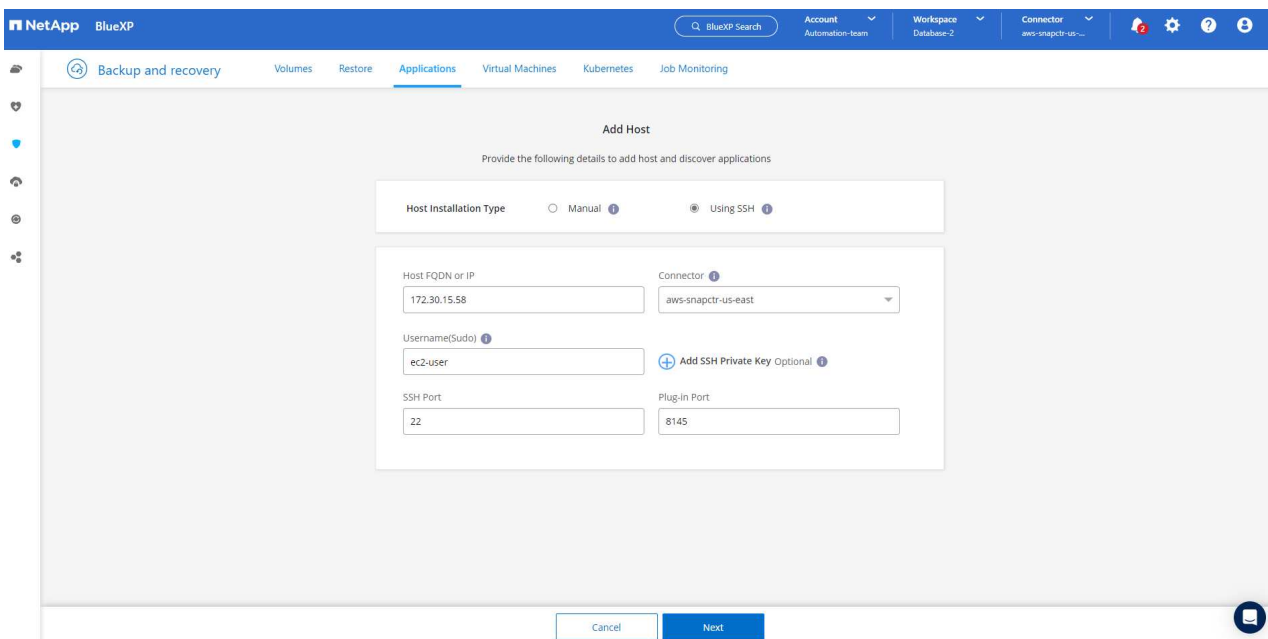 NetApp BlueXP BlueXP Search Account Workspace Connector
Automation-team Database-2 aws-snapctr-us-... 2
Backup and recovery Volumes Restore Applications Virtual Machines Kubernetes Job Monitoring
Add Host
Provide the following details to add host and discover applications
Host Installation Type Manual Using SSH
Host FQDN or IP Connector
172.30.15.58 aws-snapctr-us-east
Username(Sudo)
ec2-user Add SSH Private Key Optional
SSH Port Plug-in Port
22 8145
Cancel Next